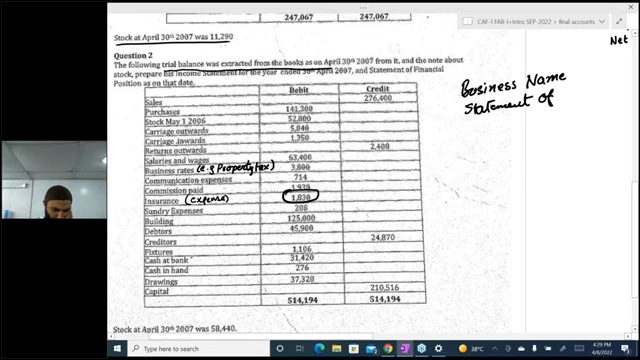 247,067 247,067
Stock at April 30th 2007 was 11,290
Question 2
The following trial balance was extracted from the books as on April 30th 2007 from it, and the note about
stock, prepare his Income Statement for the year ended 30th April 2007, and Statement of Financial
Position as on that date.
Debit Credit
Sales 276,400
Purchases 141,300
Stock May 1 2006 52,800
Carriage outwards 5,840
Carriage inwards 1,350
Returns outwards 2,408
Salaries and wages 63,400
Business rates (e.g Property tax) 3,800
Communication expenses 714
Commission paid 1,930
Insurance (expense) 1,830
Sundry Expenses 208
Building 125,000
Debtors 45,900
Creditors 24,870
Fixtures 1,106
Cash at bank 31,420
Cash in hand 276
Drawings 37,320
Capital 210,516
514,194 514,194
Stock at April 30th 2007 was 58,440.
CAF-1 FAR-I+Intro SEP-2022 > final accounts
Net
Business Name
Statement of
Type here to search
38°C
4:29 PM
4/8/2022